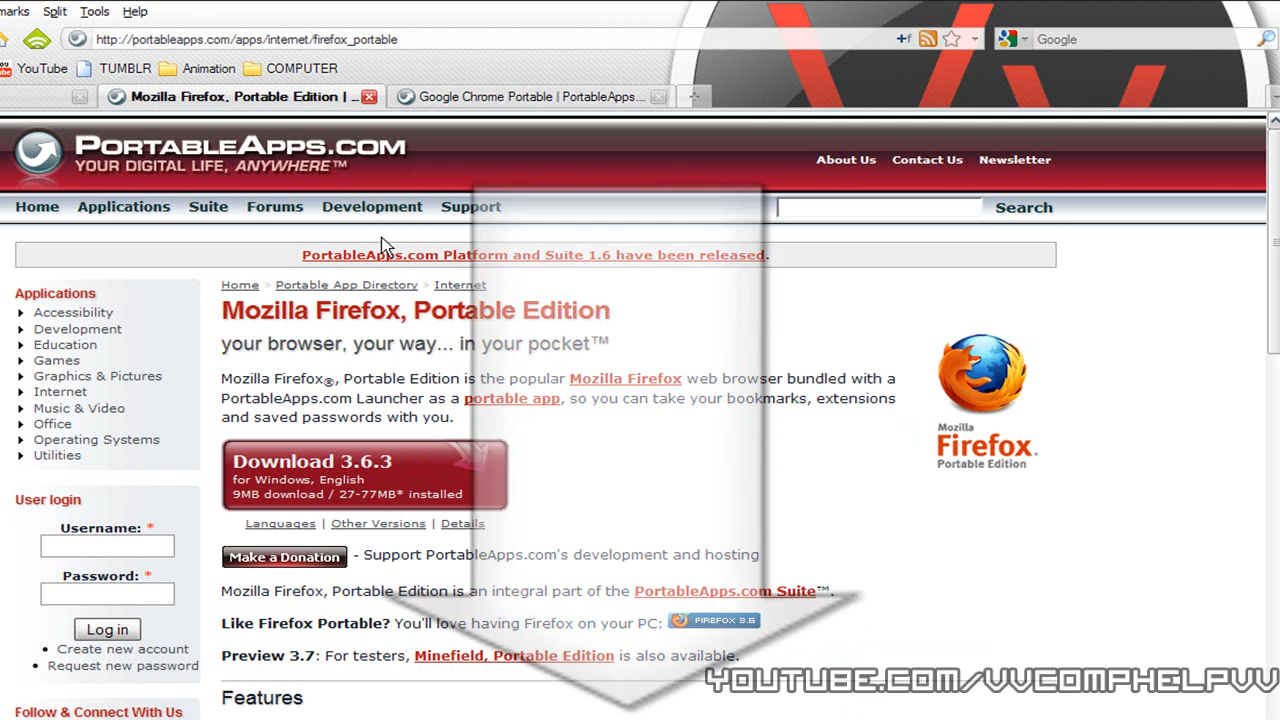 marks Split Tools Help
http://portableapps.com/apps/internet/firefox_portable
Google
YouTube TUMBLR Animation COMPUTER
Mozilla Firefox, Portable Edition | ...
Google Chrome Portable | PortableApps...
PORTABLEAPPS.COM
YOUR DIGITAL LIFE, ANYWHERE™
About Us Contact Us Newsletter
Home Applications Suite Forums Development Support
Search
PortableApps.com Platform and Suite 1.6 have been released.
Applications
Accessibility
Development
Education
Games
Graphics & Pictures
Internet
Music & Video
Office
Operating Systems
Utilities
User login
Username: *
Password: *
Log in
Create new account
Request new password
Follow & Connect With Us
Home » Portable App Directory » Internet
Mozilla Firefox, Portable Edition
your browser, your way... in your pocket™
Mozilla Firefox®, Portable Edition is the popular Mozilla Firefox web browser bundled with a
PortableApps.com Launcher as a portable app, so you can take your bookmarks, extensions
and saved passwords with you.
Download 3.6.3
for Windows, English
9MB download / 27-77MB* installed
Languages | Other Versions | Details
Make a Donation - Support PortableApps.com's development and hosting
Mozilla Firefox, Portable Edition is an integral part of the PortableApps.com Suite™.
Like Firefox Portable? You'll love having Firefox on your PC: FIREFOX 3.6
Preview 3.7: For testers, Minefield, Portable Edition is also available.
Features
Mozilla
Firefox.
Portable Edition
YOUTUBE.COM/VVCOMPHELPVV